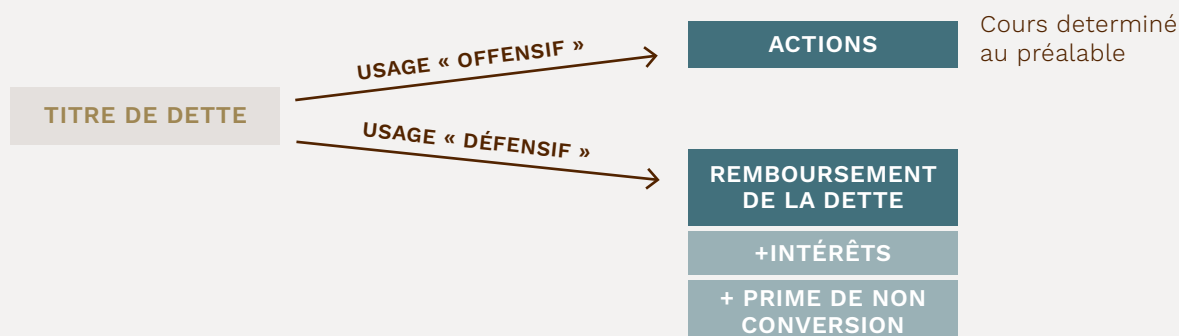 Cours determiné
au préalable
USAGE « OFFENSIF »
ACTIONS
TITRE DE DETTE
USAGE « DÉFENSIF »
REMBOURSEMENT
DE LA DETTE
+INTÉRÊTS
+ PRIME DE NON
CONVERSION